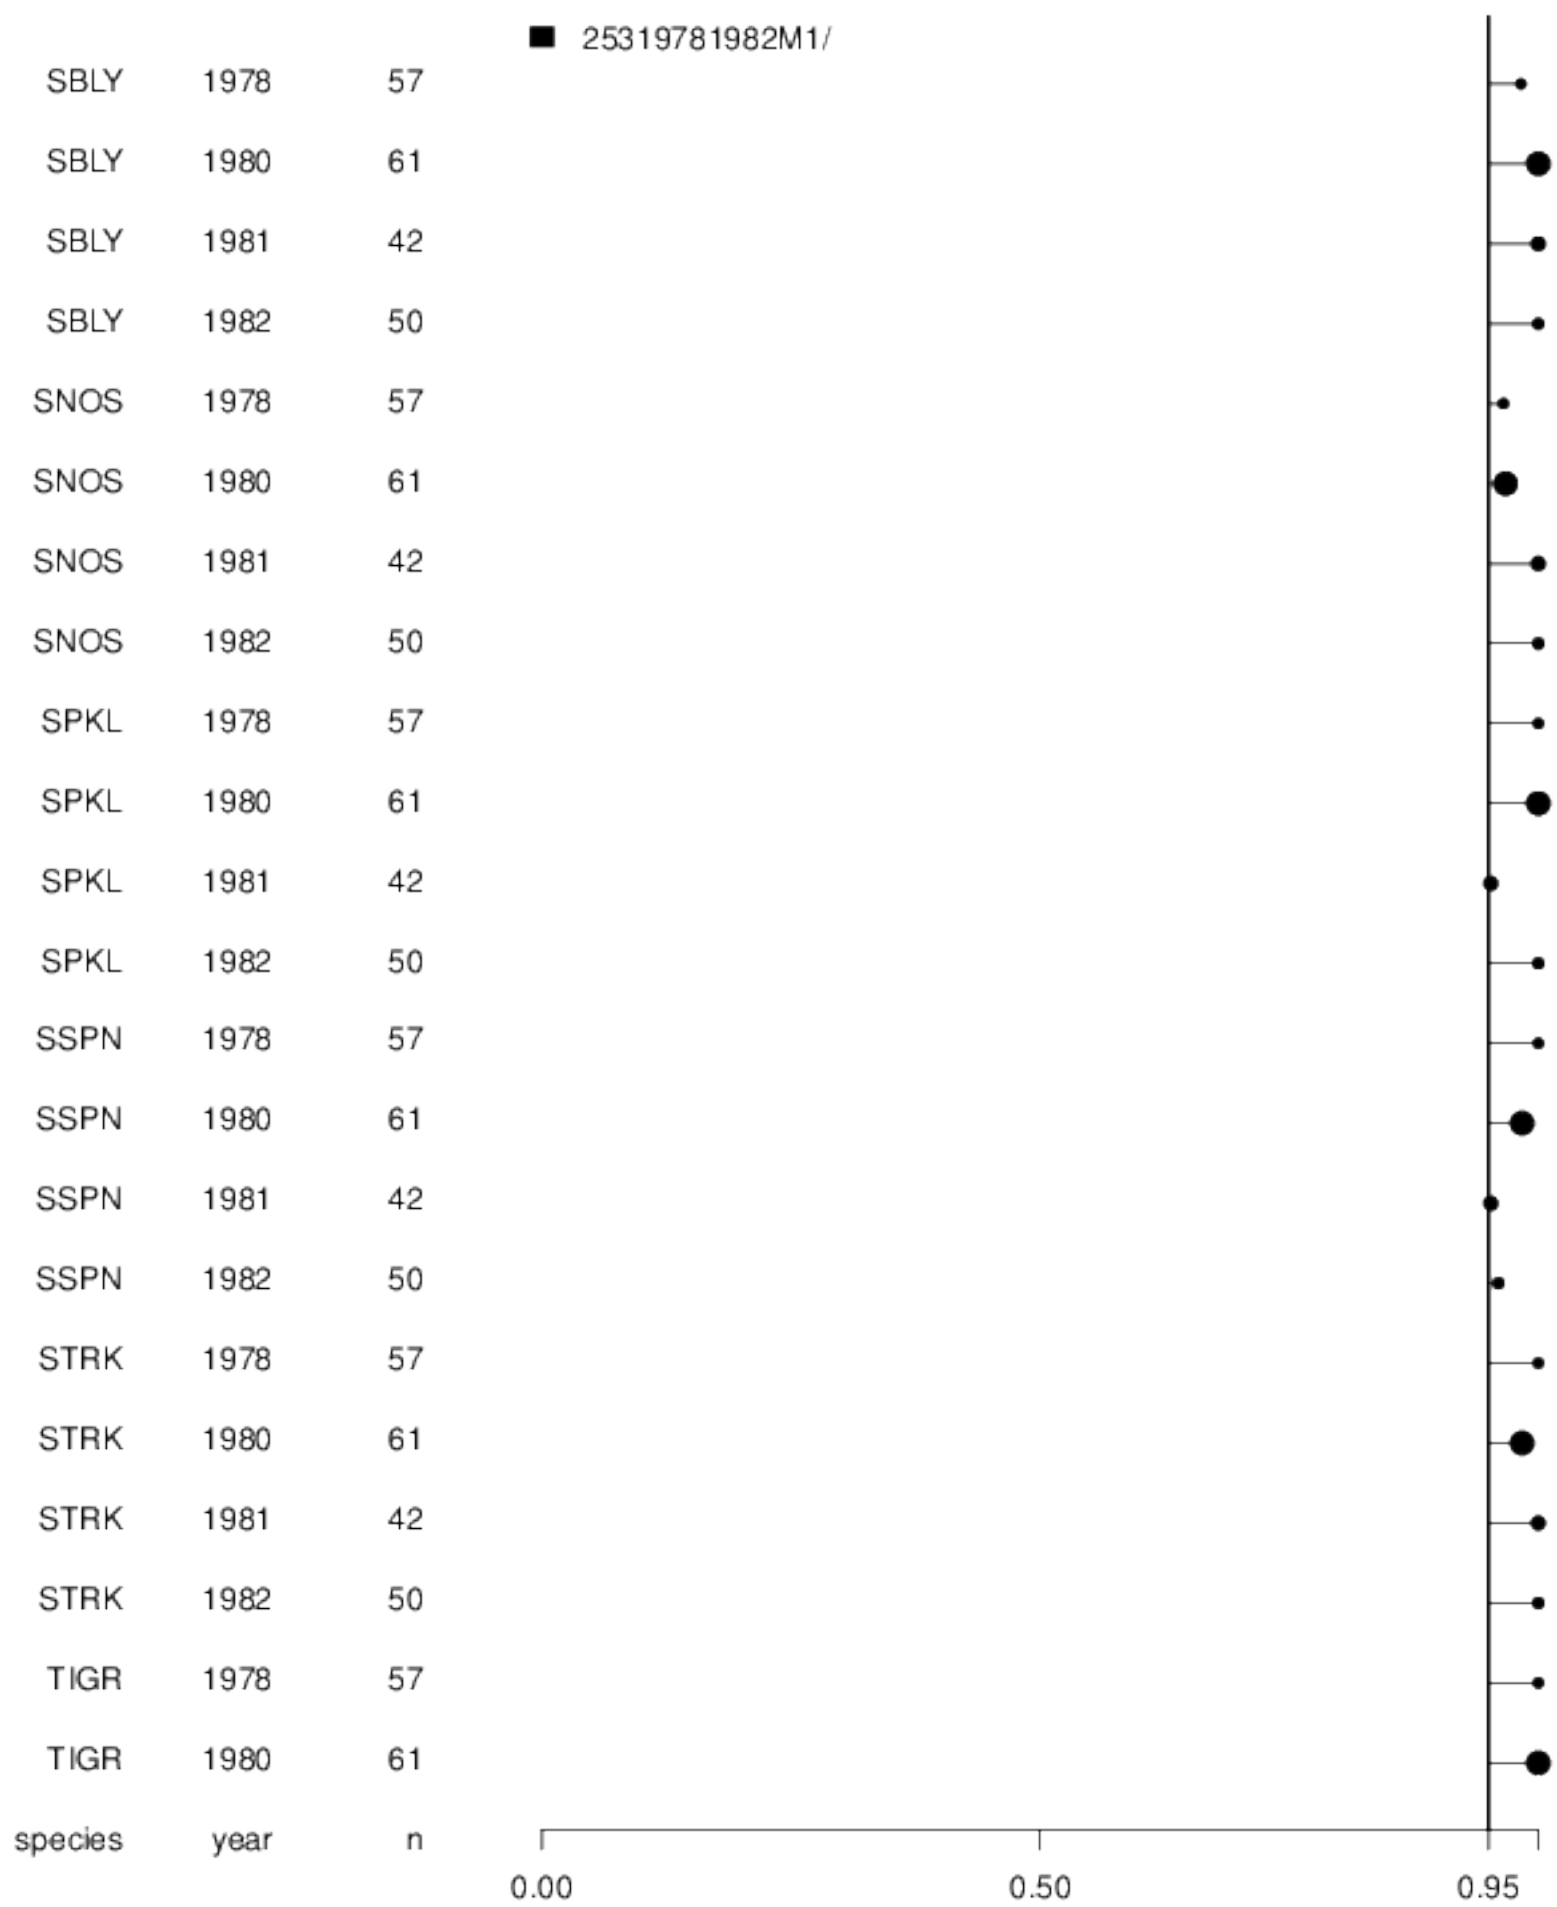 25319781982M1/
SBLY 1978 57
SBLY 1980 61
SBLY 1981 42
SBLY 1982 50
SNOS 1978 57
SNOS 1980 61
SNOS 1981 42
SNOS 1982 50
SPKL 1978 57
SPKL 1980 61
SPKL 1981 42
SPKL 1982 50
SSPN 1978 57
SSPN 1980 61
SSPN 1981 42
SSPN 1982 50
STRK 1978 57
STRK 1980 61
STRK 1981 42
STRK 1982 50
TIGR 1978 57
TIGR 1980 61
species year n
0.00 0.50 0.95